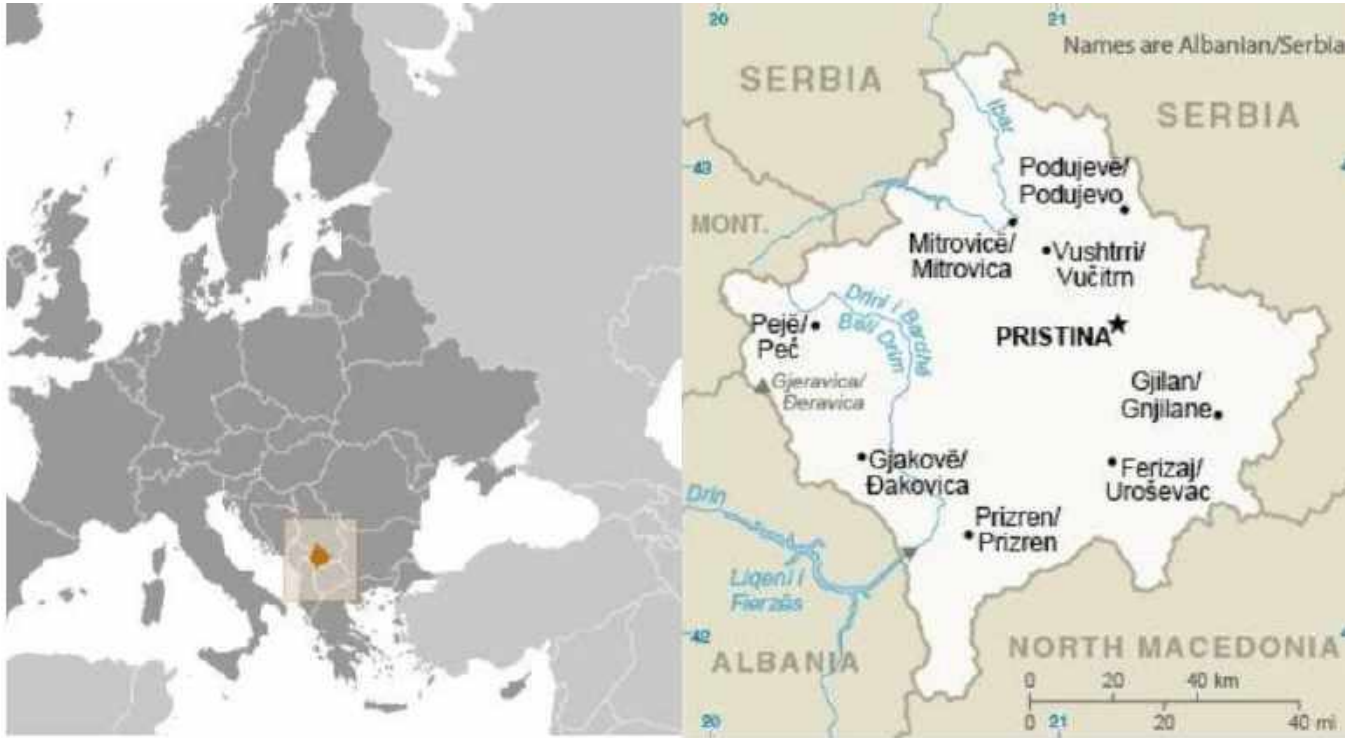 20
21
Names are Albanian/Serbia
SERBIA
SERBIA
Ibar
43
Podujevë/
Podujevo
MONT.
Mitrovicë/
Mitrovica
Vushtrri/
Vučitrn
Drini i Bardhë
Beli Drim
Pejë/
Peć
PRISTINA
Gjeravica/
Đeravica
Gjilan/
Gnjilane
Gjakovë/
Đakovica
Ferizaj/
Uroševac
Drin
Prizren/
Prizren
Liqeni i
Fierzës
42
ALBANIA
NORTH MACEDONIA
0 20 40 km
0 20 40 mi
20
21